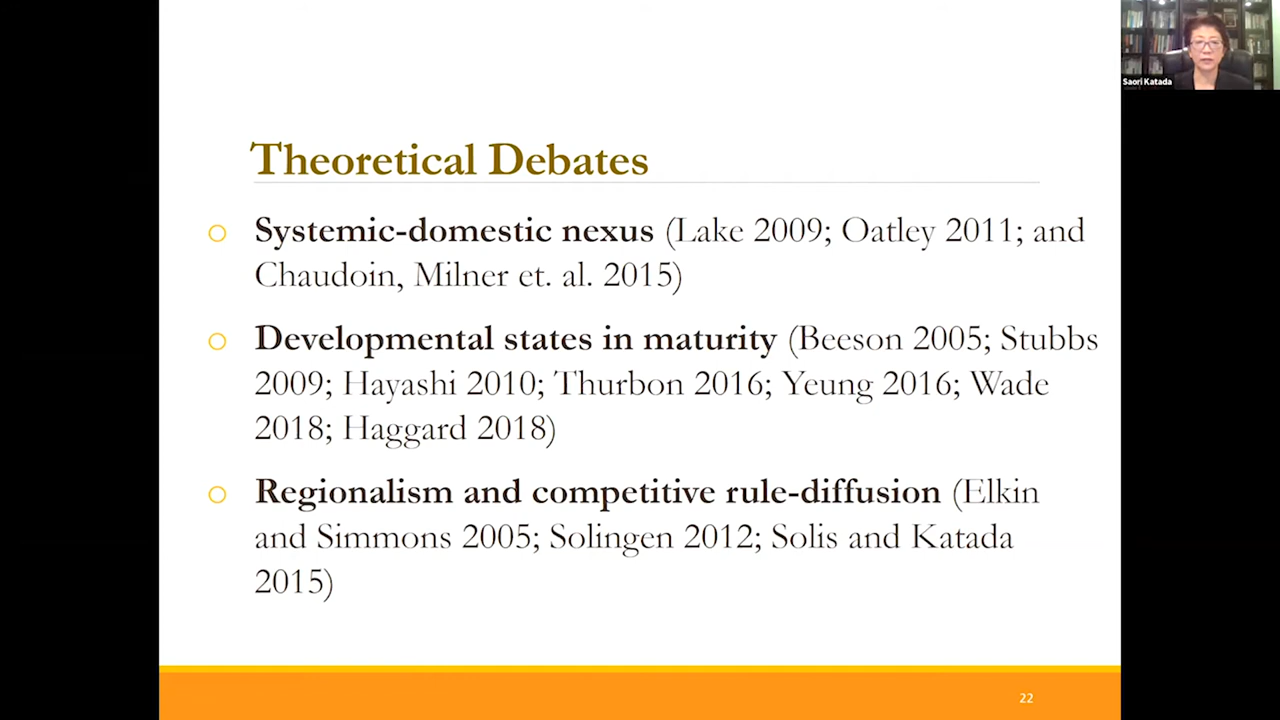 Saori Katada
Theoretical Debates
Systemic-domestic nexus (Lake 2009; Oatley 2011; and
Chaudoin, Milner et. al. 2015)
Developmental states in maturity (Beeson 2005; Stubbs
2009; Hayashi 2010; Thurbon 2016; Yeung 2016; Wade
2018; Haggard 2018)
Regionalism and competitive rule-diffusion (Elkin
and Simmons 2005; Solingen 2012; Solis and Katada
2015)
22